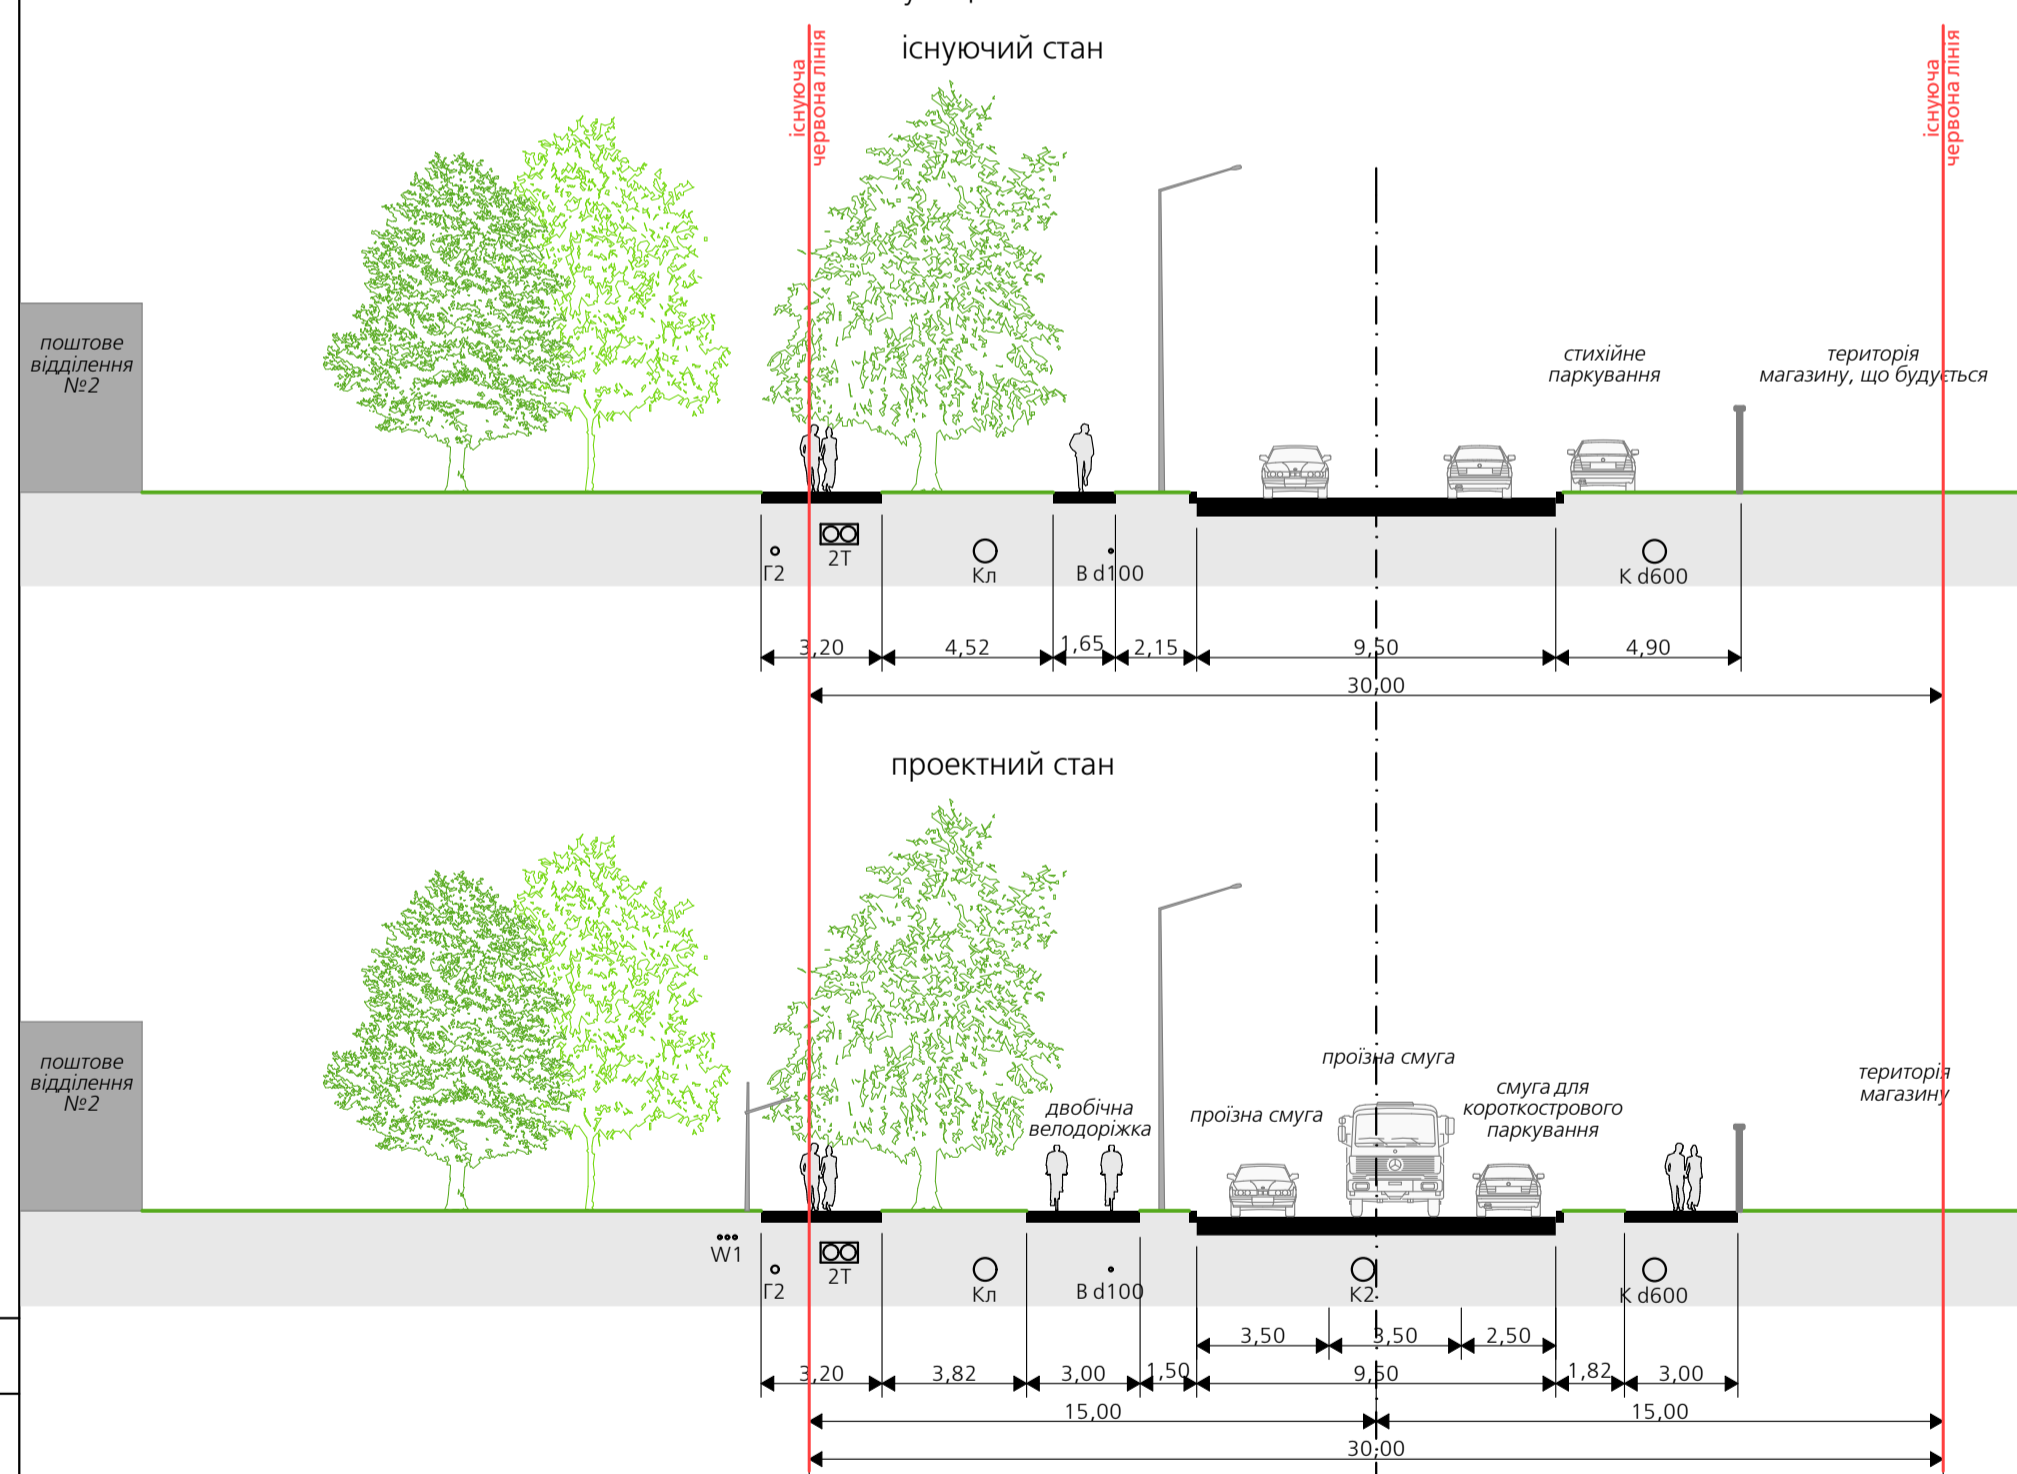 існуючий стан
існуюча
червона лінія
існуюча
червона лінія
поштове
відділення
№2
стихійне
паркування
територія
магазину, що будується
Г2
2Т
Кл
В d100
К d600
3,20
4,52
1,65
2,15
9,50
4,90
30,00
проектний стан
поштове
відділення
№2
двобічна
велодоріжка
проїзна смуга
проїзна смуга
смуга для
короткострового
паркування
територія
магазину
W1
Г2
2Т
Кл
В d100
К2
К d600
3,50
3,50
2,50
3,20
3,82
3,00
1,50
9,50
1,82
3,00
15,00
15,00
30,00